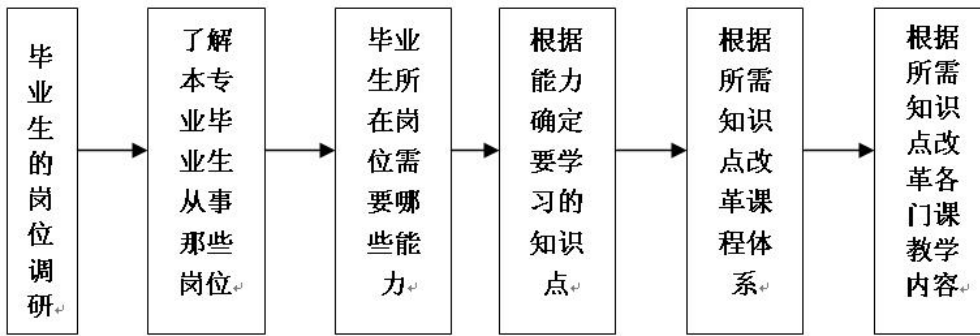 毕
业
生
的
岗
位
调
研
了解
本专
业毕
业生
从事
那些
岗位
毕业
生所
在岗
位需
要哪
些能
力
根据
能力
确定
要学
习的
知识
点
根据
所需
知识
点改
革课
程体
系
根据
所需
知识
点改
革各
门课
教学
内容